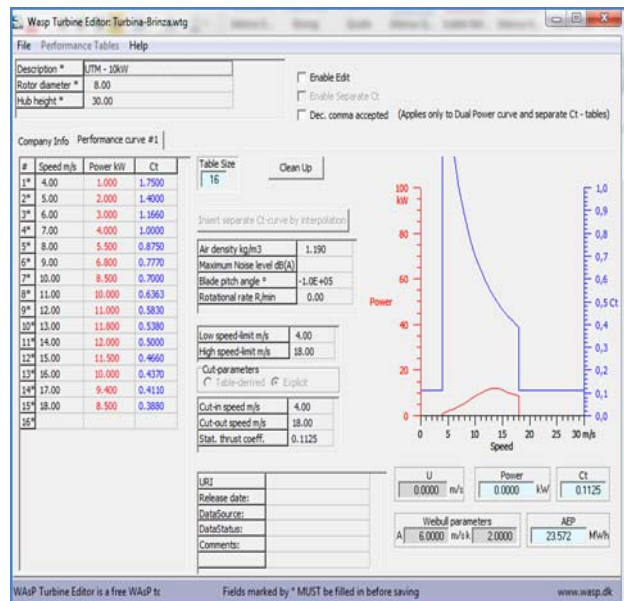 Wasp Turbine Editor: Turbina-Brinza.wtg
File Performance Tables Help
Description * UTM - 10kW
Rotor diameter * 8.00
Hub height * 30.00
Enable Edit
Enable Separate Ct
Dec. comma accepted (Applies only to Dual Power curve and separate Ct - tables)
Company Info Performance curve #1
# Speed m/s Power kW Ct
1* 4.00 1.000 1.7500
2* 5.00 2.000 1.4000
3* 6.00 3.000 1.1660
4* 7.00 4.000 1.0000
5* 8.00 5.500 0.8750
6* 9.00 6.800 0.7770
7* 10.00 8.500 0.7000
8* 11.00 10.000 0.6363
9* 12.00 11.000 0.5830
10* 13.00 11.800 0.5380
11* 14.00 12.000 0.5000
12* 15.00 11.500 0.4660
13* 16.00 10.000 0.4370
14* 17.00 9.400 0.4110
15* 18.00 8.500 0.3880
16*
Table Size
16
Clean Up
Insert separate Ct-curve by interpolation
Air density kg/m3 1.190
Maximum Noise level dB(A)
Blade pitch angle ° -1.0E+05
Rotational rate R/min 0.00
Low speed-limit m/s 4.00
High speed-limit m/s 18.00
Cut-parameters
Table-derived Explicit
Cut-in speed m/s 4.00
Cut-out speed m/s 18.00
Stat. thrust coeff. 0.1125
URI
Release date:
DataSource:
DataStatus:
Comments:
100
kW
80
60
Power
40
20
0
1,0
0,9
0,8
0,7
0,6
0,5 Ct
0,4
0,3
0,2
0,1
0,0
0 5 10 15 20 25 30 m/s
Speed
U Power Ct
0.0000 m/s 0.0000 kW 0.1125
Weibull parameters AEP
A 6.0000 m/s k 2.0000 23.572 MWh
WAsP Turbine Editor is a free WAsP tc Fields marked by * MUST be filled in before saving www.wasp.dk